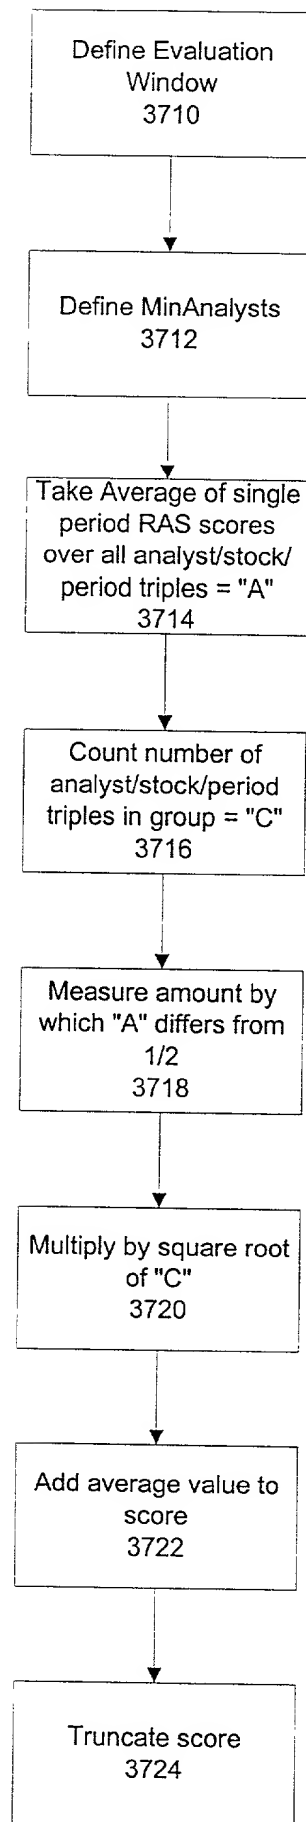 Define Evaluation
Window
3710
Define MinAnalysts
3712
Take Average of single
period RAS scores
over all analyst/stock/
period triples = "A"
3714
Count number of
analyst/stock/period
triples in group = "C"
3716
Measure amount by
which "A" differs from
1/2
3718
Multiply by square root
of "C"
3720
Add average value to
score
3722
Truncate score
3724